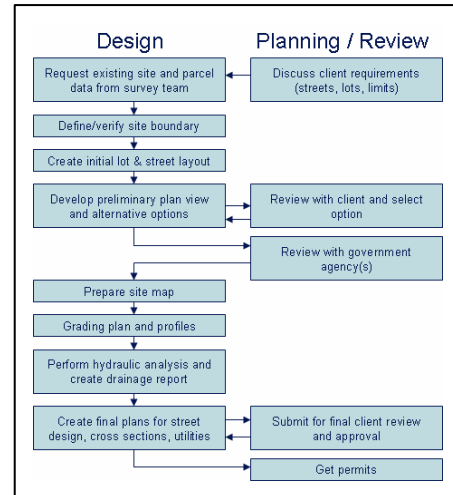 Design
Planning / Review
Request existing site and parcel
data from survey team
Discuss client requirements
(streets, lots, limits)
Define/verify site boundary
Create initial lot & street layout
Develop preliminary plan view
and alternative options
Review with client and select
option
Review with government
agency(s)
Prepare site map
Grading plan and profiles
Perform hydraulic analysis and
create drainage report
Create final plans for street
design, cross sections, utilities
Submit for final client review
and approval
Get permits